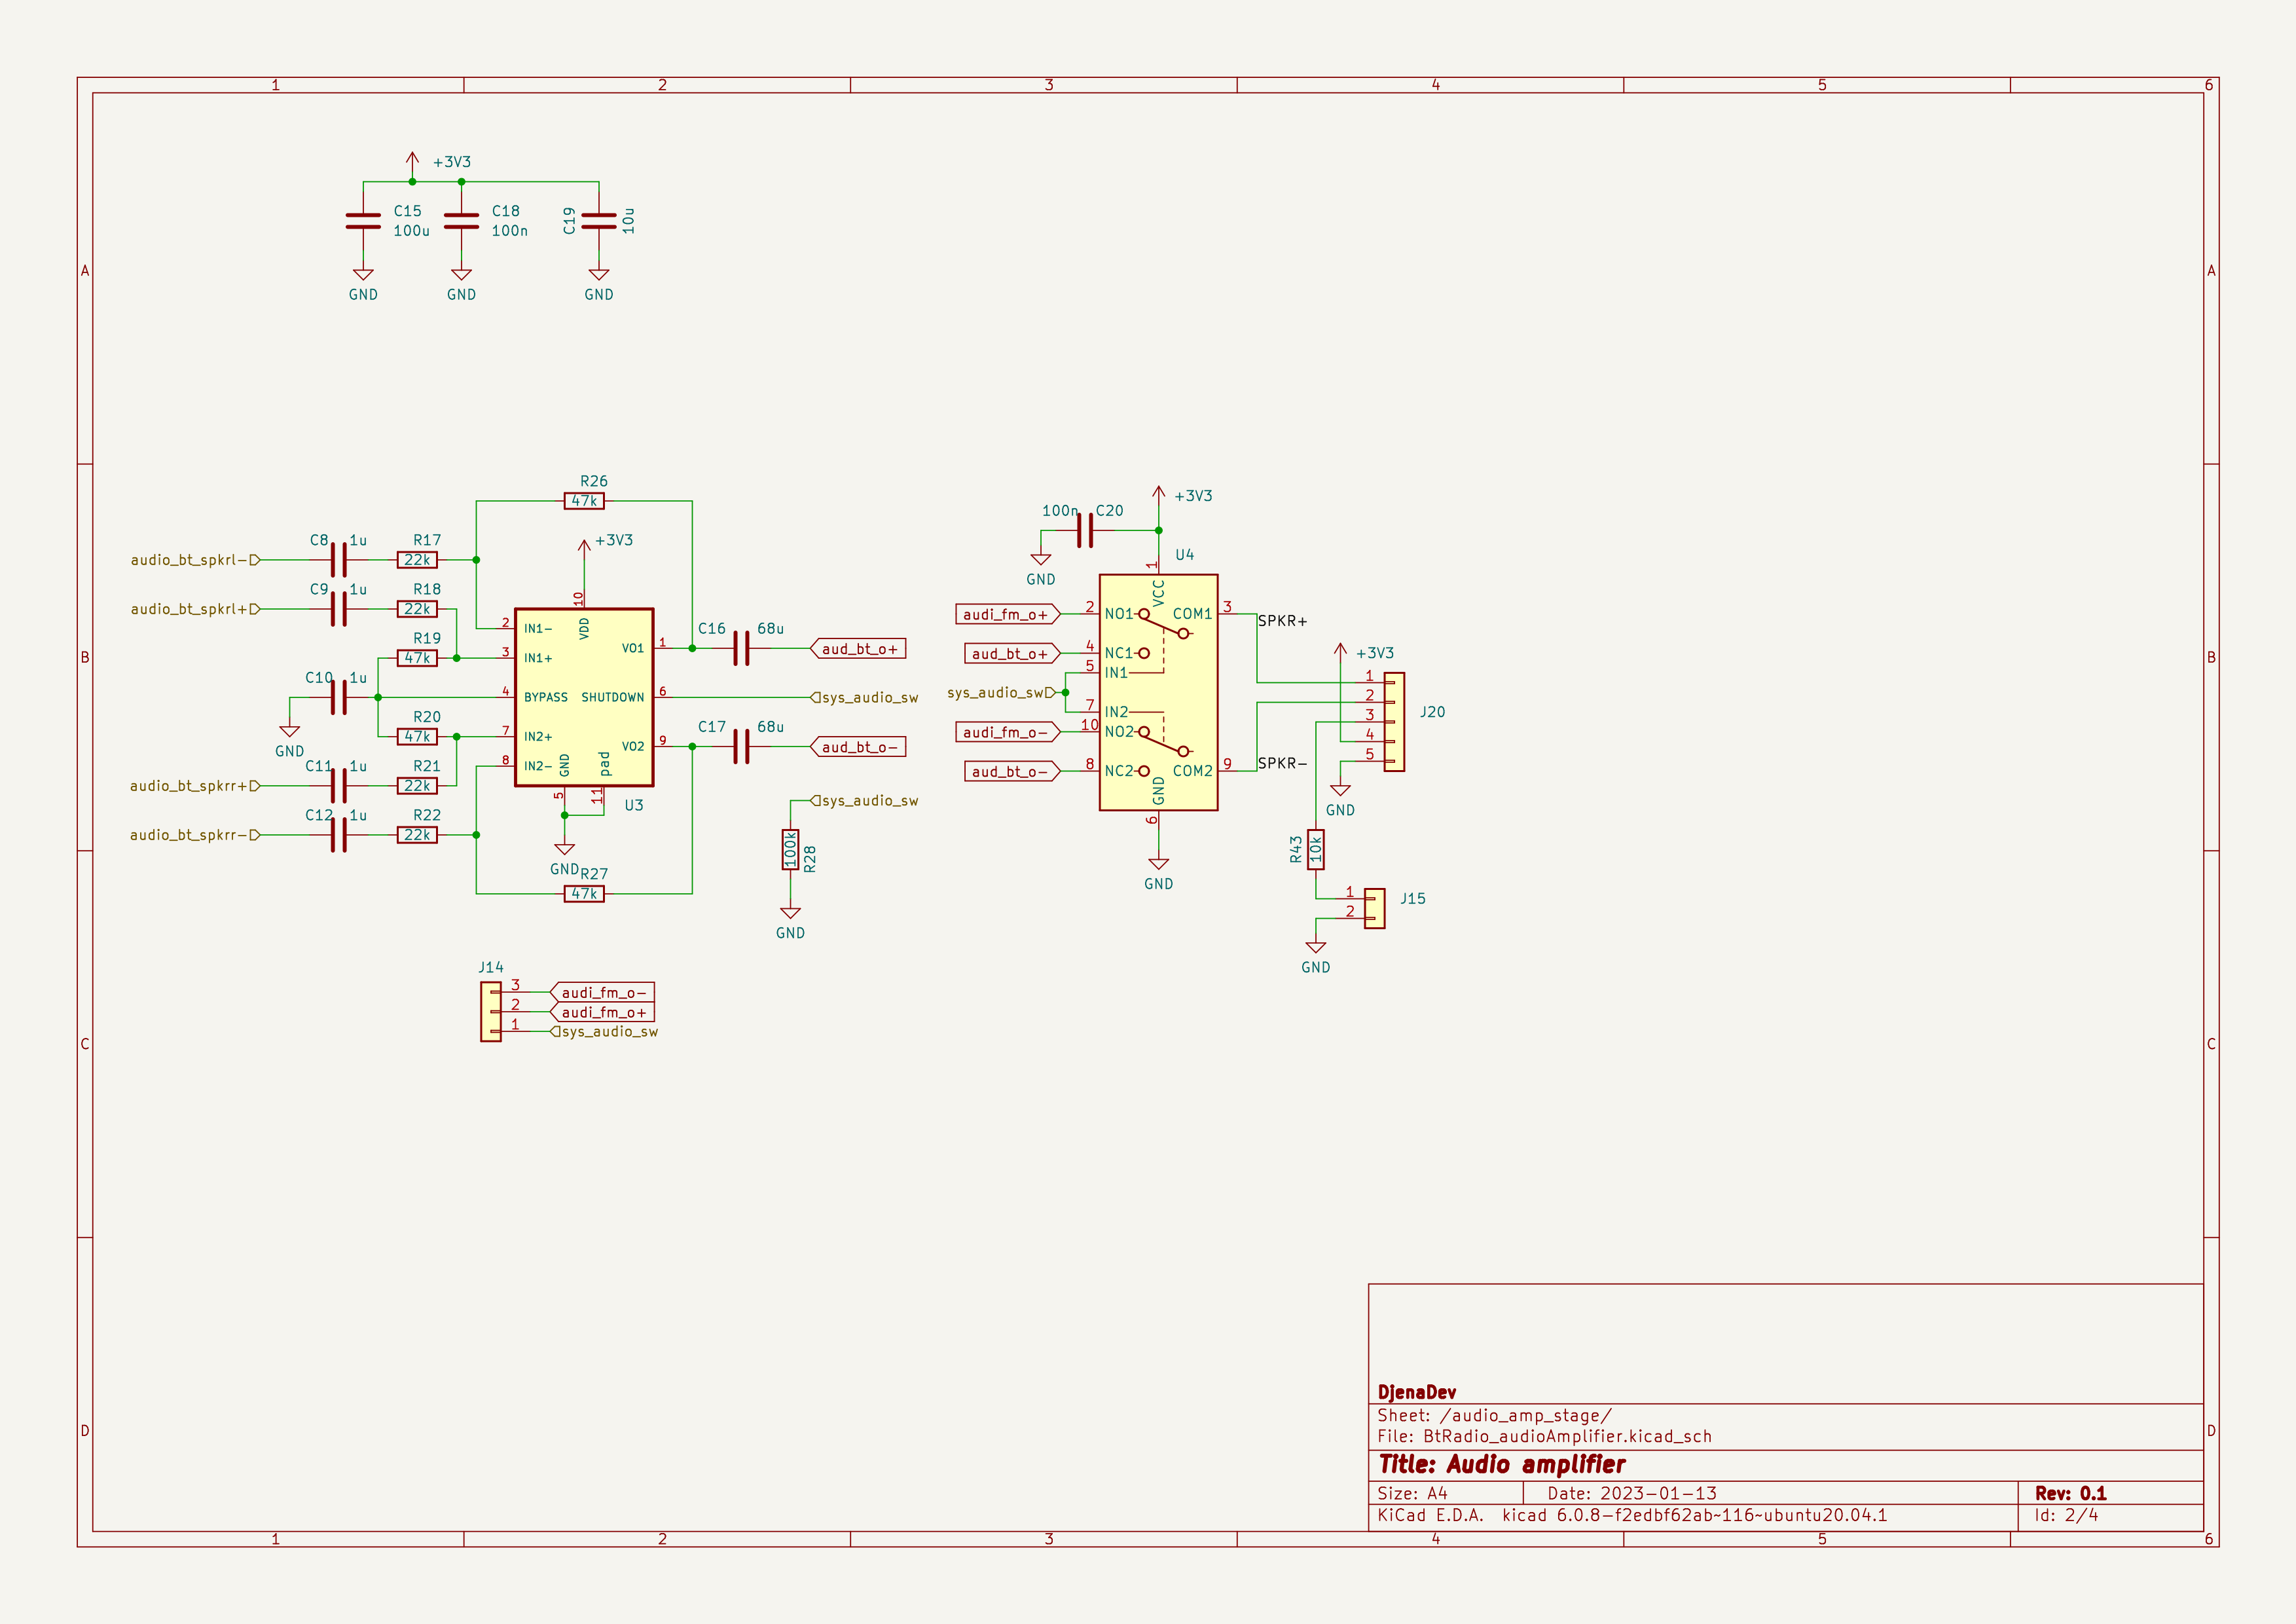 1 2 3 4 5 6
A A
B B
C C
D D
1 2 3 4 5 6
+3V3
C15
100u
C18
100n
C19
10u
GND
GND
GND
R26
47k
audio_bt_spkrl-
C8 1u
R17
22k
audio_bt_spkrl+
C9 1u
R18
22k
R19
47k
C10 1u
GND
R20
47k
audio_bt_spkrr+
C11 1u
R21
22k
audio_bt_spkrr-
C12 1u
R22
22k
+3V3
10
VDD
2 IN1-
3 IN1+
4 BYPASS
7 IN2+
8 IN2-
VO1 1
SHUTDOWN 6
VO2 9
GND
5
pad
11
U3
GND
R27
47k
C16 68u
aud_bt_o+
sys_audio_sw
C17 68u
aud_bt_o-
sys_audio_sw
100k
R28
GND
J14
3 audi_fm_o-
2 audi_fm_o+
1 sys_audio_sw
+3V3
100n C20
GND
U4
1
VCC
audi_fm_o+ 2 NO1
COM1 3
aud_bt_o+ 4 NC1
5 IN1
sys_audio_sw
7 IN2
audi_fm_o- 10 NO2
aud_bt_o- 8 NC2
COM2 9
GND
6
GND
SPKR+
SPKR-
+3V3
1
2
3
4
5
J20
GND
R43
10k
1
2
J15
GND
DjenaDev
Sheet: /audio_amp_stage/
File: BtRadio_audioAmplifier.kicad_sch
Title: Audio amplifier
Size: A4 Date: 2023-01-13 Rev: 0.1
KiCad E.D.A. kicad 6.0.8-f2edbf62ab~116~ubuntu20.04.1 Id: 2/4